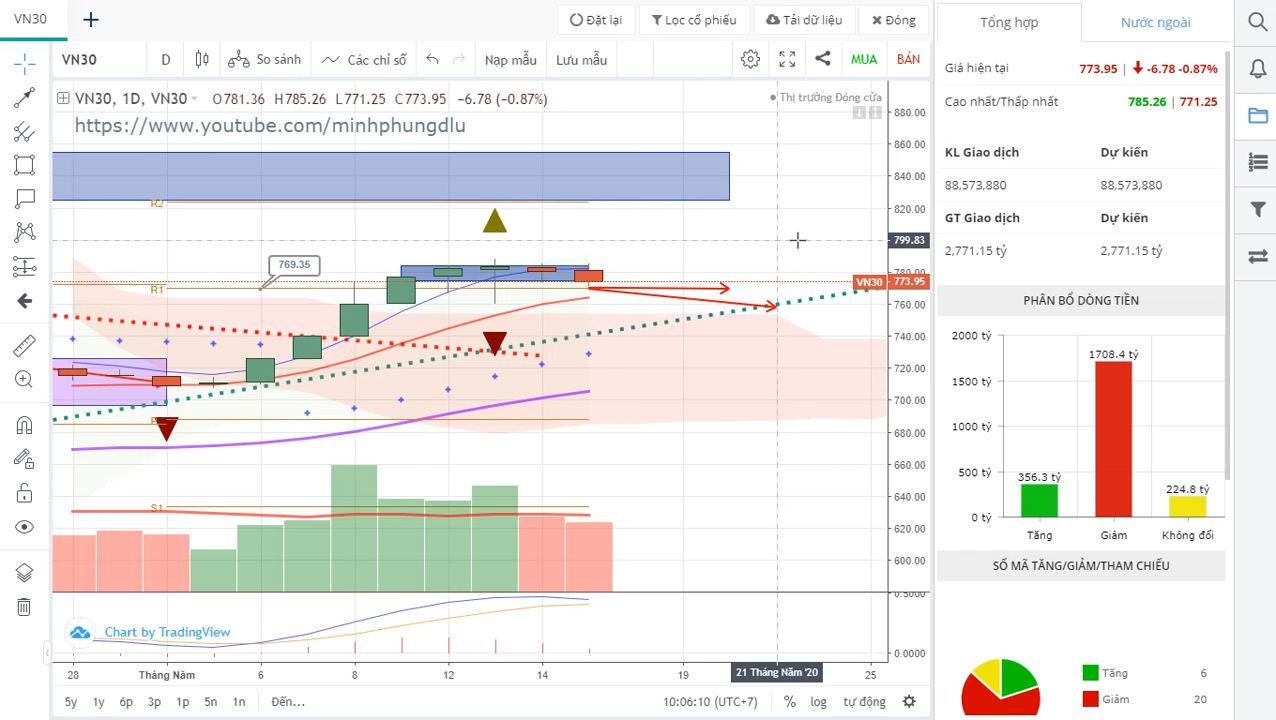 VN30
Đặt lại
Lọc cổ phiếu
Tải dữ liệu
Đóng
VN30
D
So sánh
Các chỉ số
Nạp mẫu
Lưu mẫu
MUA
BÁN
VN30, 1D, VN30
O781.36 H785.26 L771.25 C773.95 −6.78 (−0.87%)
Thị trường Đóng cửa
https://www.youtube.com/minhphungdlu
R2
769.35
R1
S1
880.00
860.00
840.00
820.00
799.83
780.00
VN30 773.95
760.00
740.00
720.00
700.00
680.00
660.00
640.00
620.00
600.00
0.5000
0.0000
Chart by TradingView
28
Tháng Năm
6
8
12
14
19
21 Tháng Năm '20
25
5y
1y
6p
3p
1p
5n
1n
Đến...
10:06:10 (UTC+7)
%
log
tự động
Tổng hợp
Nước ngoài
Giá hiện tại
773.95 | -6.78 -0.87%
Cao nhất/Thấp nhất
785.26 | 771.25
KL Giao dịch
Dự kiến
88,573,880
88,573,880
GT Giao dịch
Dự kiến
2,771.15 tỷ
2,771.15 tỷ
PHÂN BỐ DÒNG TIỀN
2000 tỷ
1500 tỷ
1000 tỷ
500 tỷ
0 tỷ
356.3 tỷ
1708.4 tỷ
224.8 tỷ
Tăng
Giảm
Không đổi
SỐ MÃ TĂNG/GIẢM/THAM CHIẾU
Tăng 6
Giảm 20